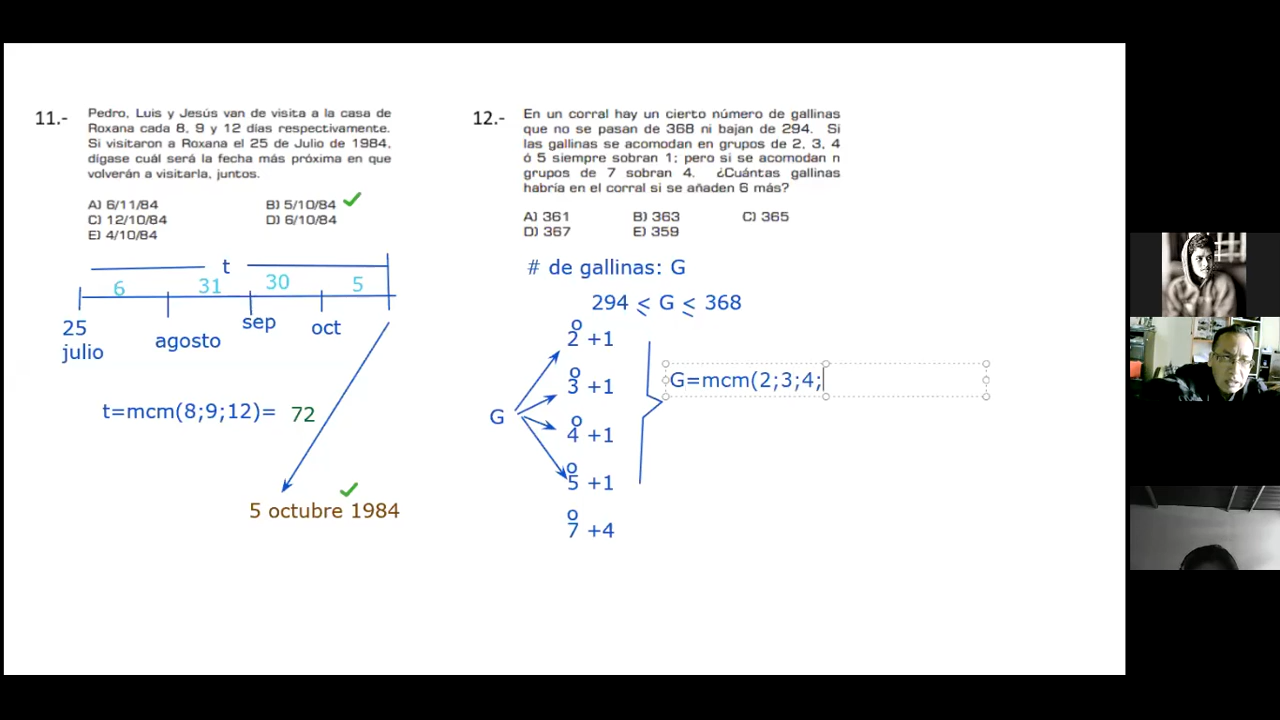 11.-
Pedro, Luis y Jesús van de visita a la casa de
Roxana cada 8, 9 y 12 días respectivamente.
Si visitaron a Roxana el 25 de Julio de 1984,
dígase cuál será la fecha más próxima en que
volverán a visitarla, juntos.
A) 6/11/84 B) 5/10/84
C) 12/10/84 D) 6/10/84
E) 4/10/84
t
6 31 30 5
25
julio
agosto
sep
oct
t=mcm(8;9;12)= 72
5 octubre 1984
12.-
En un corral hay un cierto número de gallinas
que no se pasan de 368 ni bajan de 294. Si
las gallinas se acomodan en grupos de 2, 3, 4
ó 5 siempre sobran 1; pero si se acomodan n
grupos de 7 sobran 4. ¿Cuántas gallinas
habría en el corral si se añaden 6 más?
A) 361 B) 363 C) 365
D) 367 E) 359
# de gallinas: G
294 ≤ G ≤ 368
G
o
2 +1
o
3 +1
o
4 +1
o
5 +1
o
7 +4
G=mcm(2;3;4;